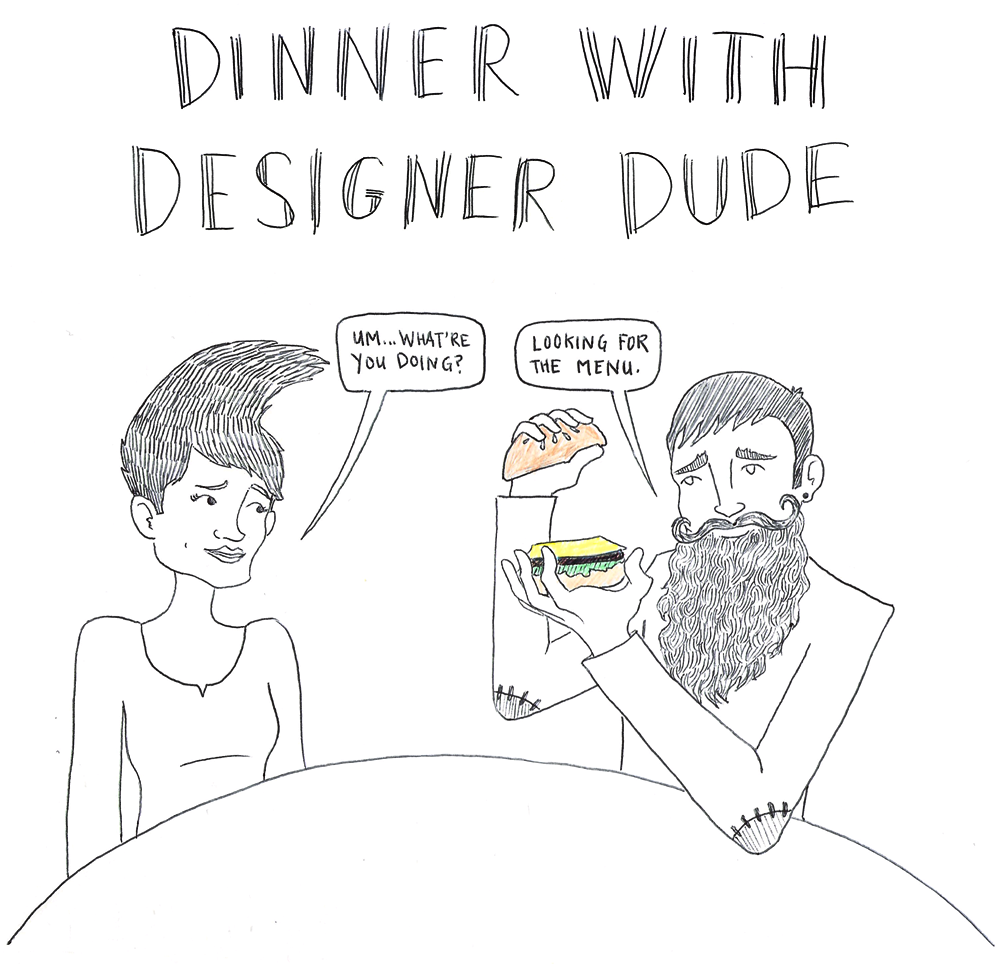 DINNER WITH
DESIGNER DUDE
UM...WHAT'RE
YOU DOING?
LOOKING FOR
THE MENU.